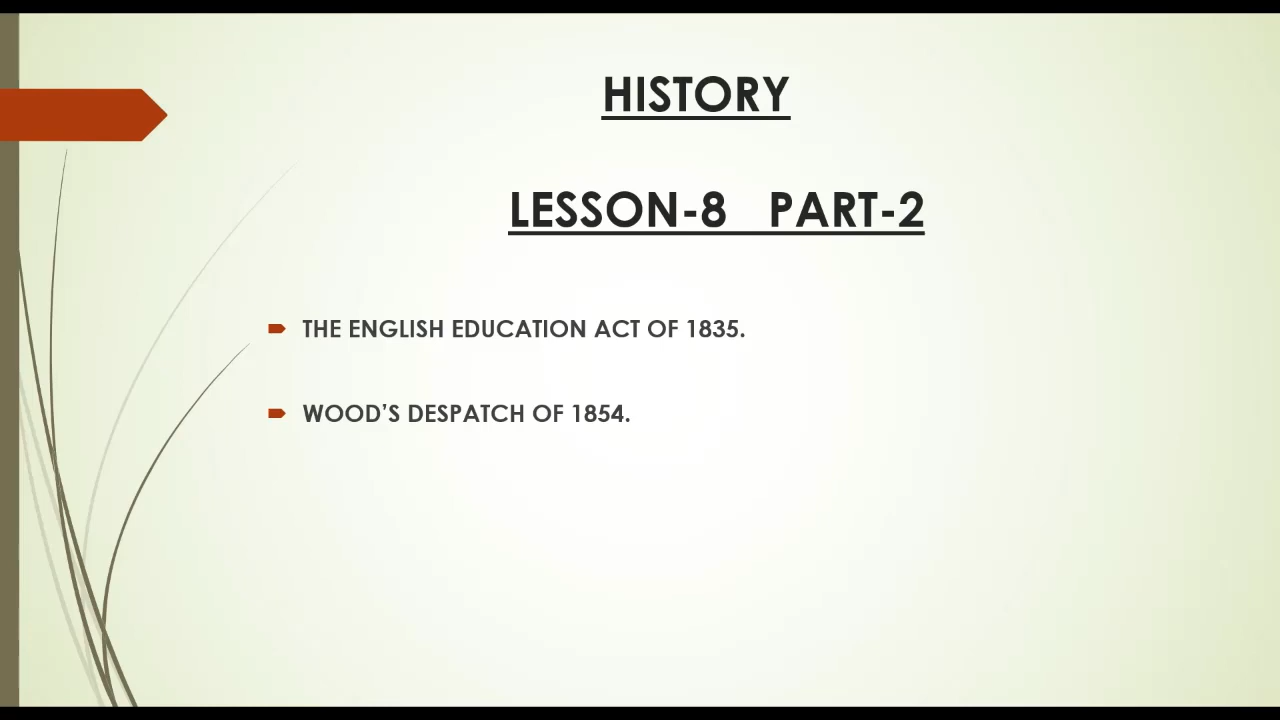 HISTORY
LESSON-8 PART-2
THE ENGLISH EDUCATION ACT OF 1835.
WOOD’S DESPATCH OF 1854.